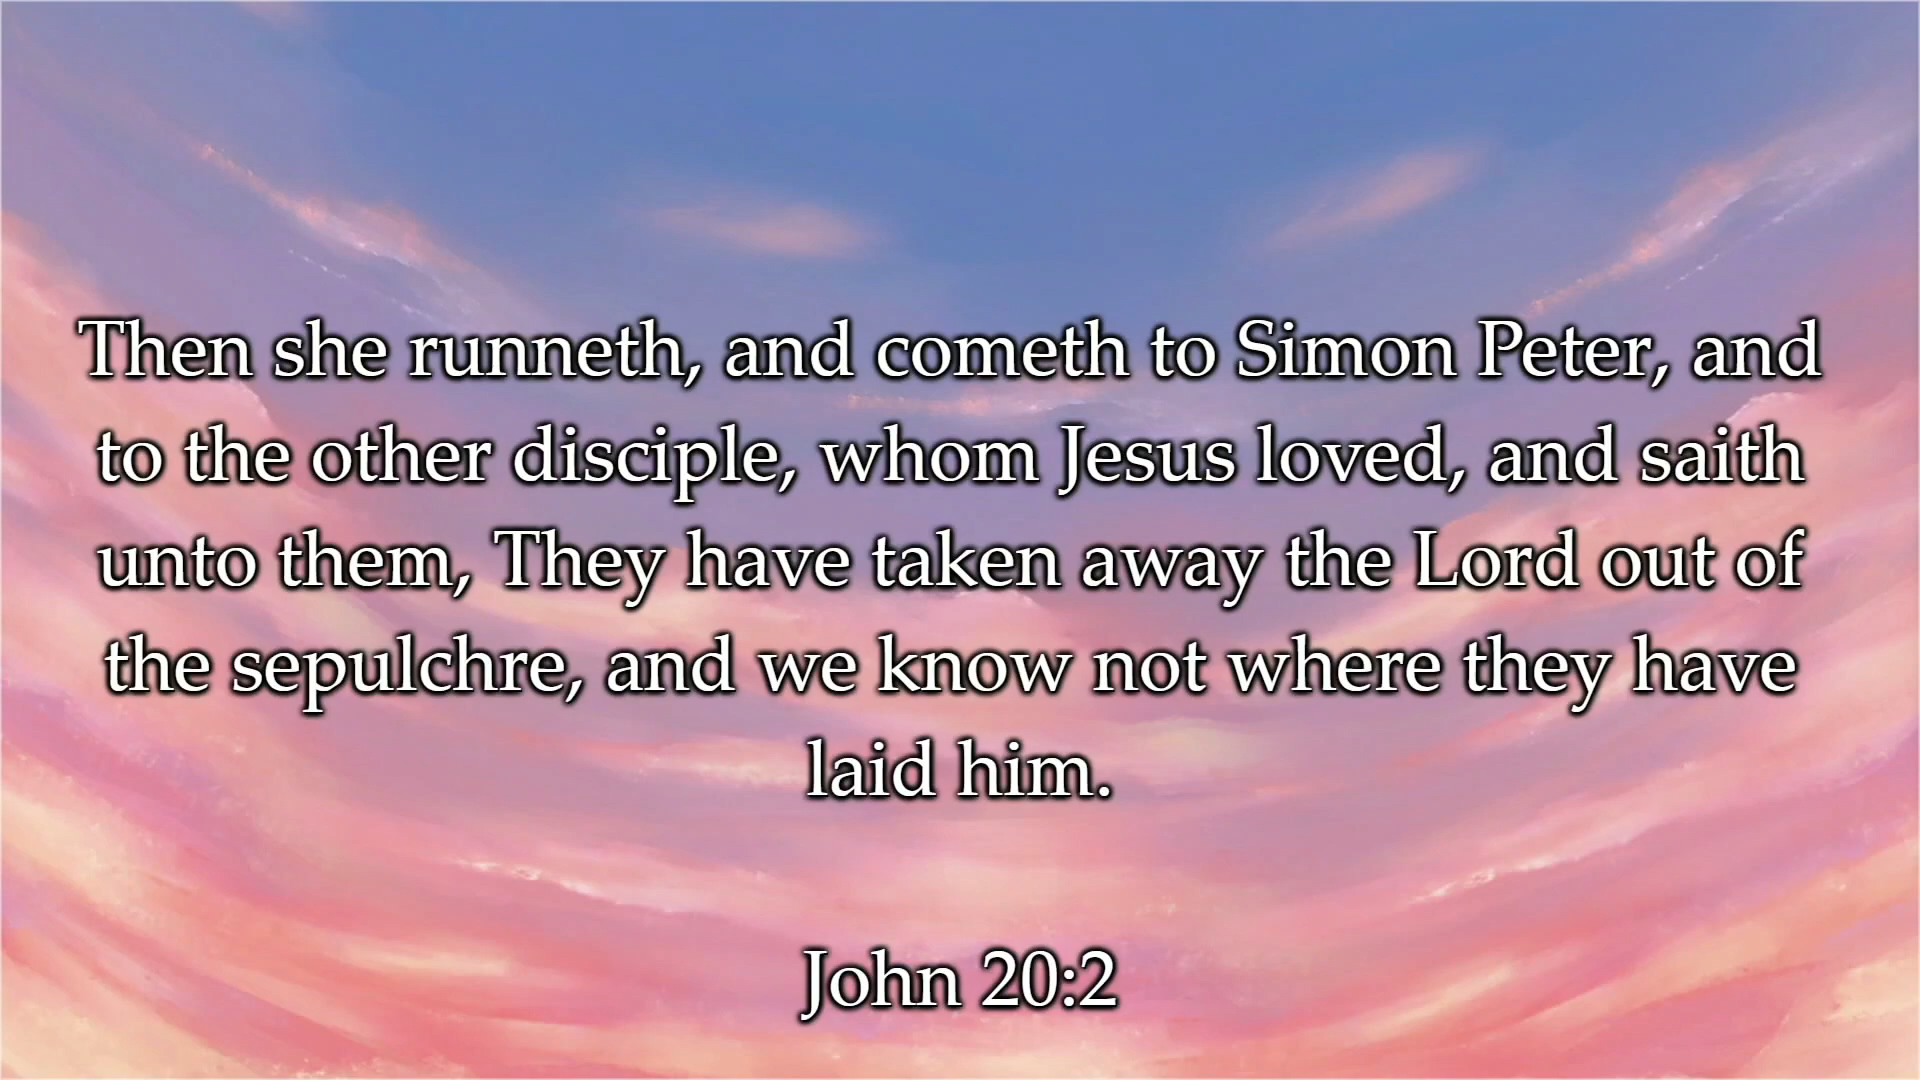 Then she runneth, and cometh to Simon Peter, and
to the other disciple, whom Jesus loved, and saith
unto them, They have taken away the Lord out of
the sepulchre, and we know not where they have
laid him.
John 20:2